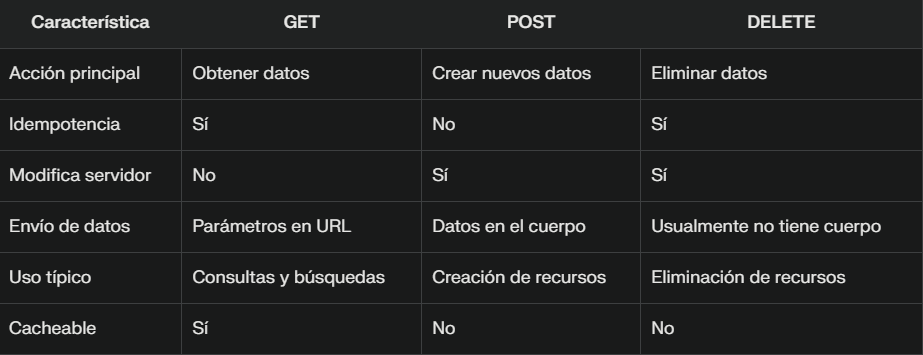 Característica GET POST DELETE
Acción principal Obtener datos Crear nuevos datos Eliminar datos
Idempotencia Sí No Sí
Modifica servidor No Sí Sí
Envío de datos Parámetros en URL Datos en el cuerpo Usualmente no tiene cuerpo
Uso típico Consultas y búsquedas Creación de recursos Eliminación de recursos
Cacheable Sí No No